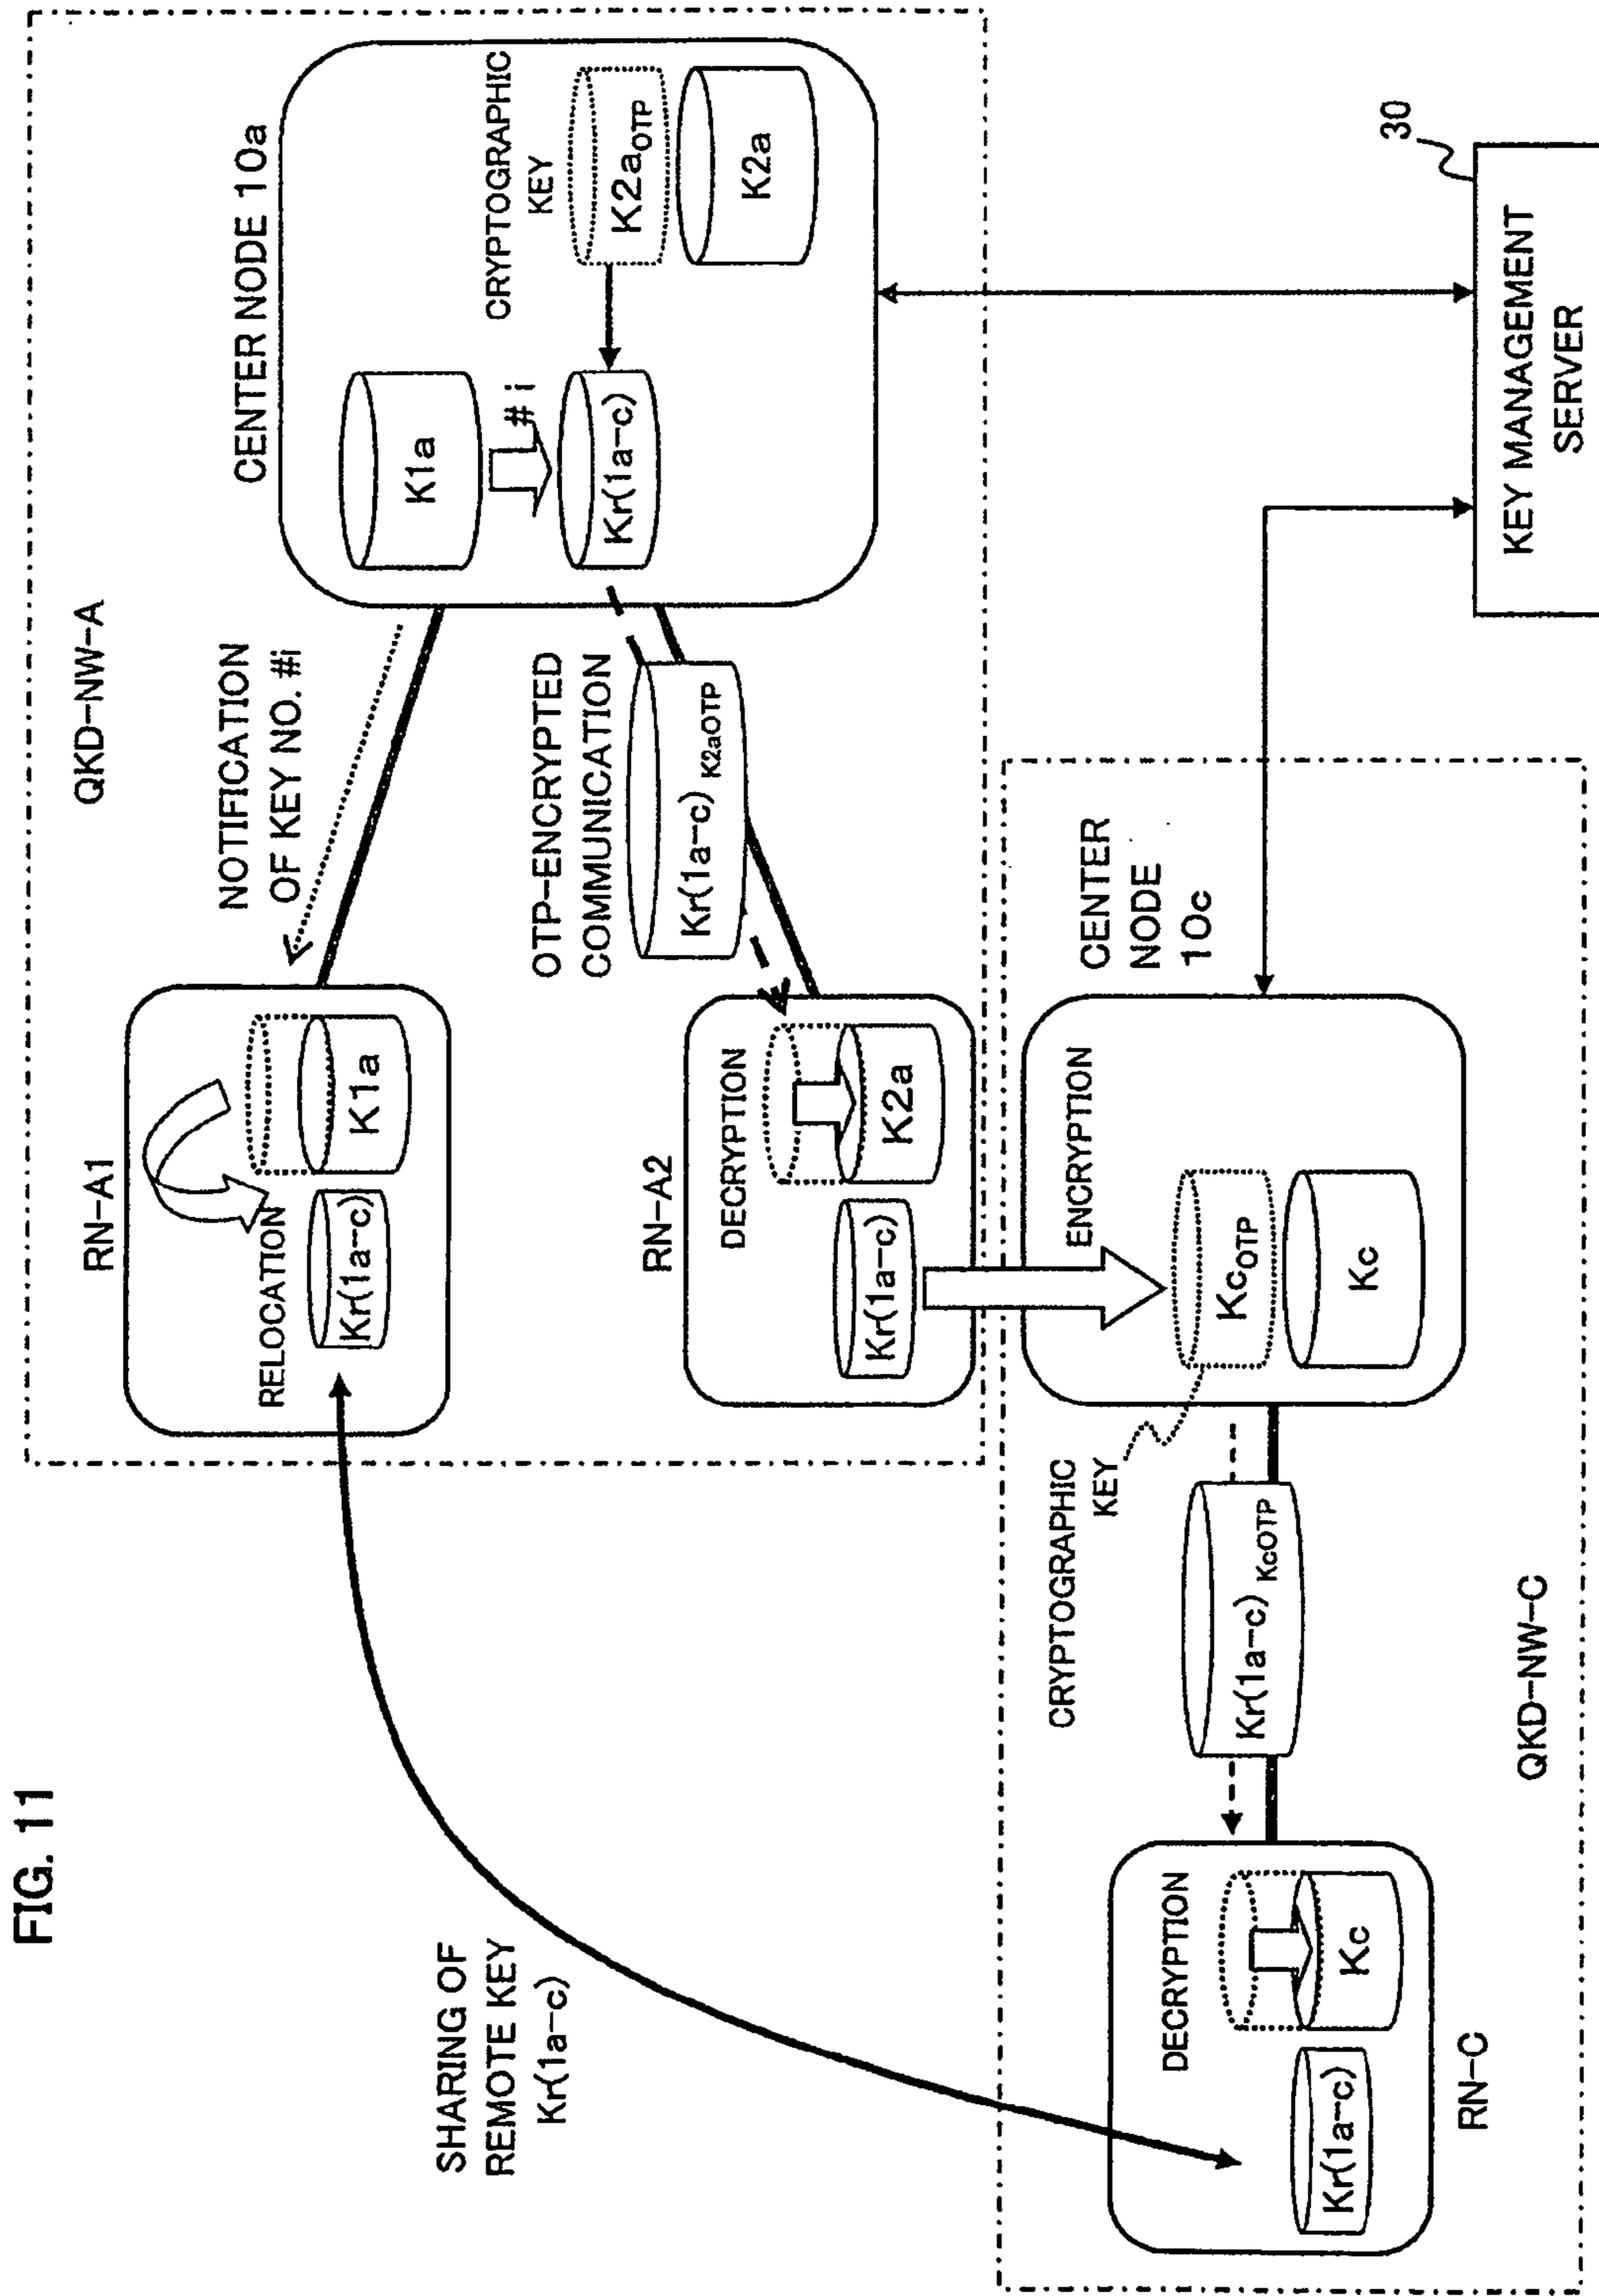 FIG. 11
QKD-NW-A
RN-A1
RELOCATION
Kr(1a-c)
K1a
NOTIFICATION
OF KEY NO. #i
CENTER NODE 10a
K1a
# i
Kr(1a-c)
CRYPTOGRAPHIC
KEY
K2aOTP
K2a
OTP-ENCRYPTED
COMMUNICATION
Kr(1a-c) K2aOTP
RN-A2
DECRYPTION
Kr(1a-c)
K2a
SHARING OF
REMOTE KEY
Kr(1a-c)
CENTER
NODE
10c
ENCRYPTION
KcOTP
Kc
CRYPTOGRAPHIC
KEY
Kr(1a-c) KcOTP
DECRYPTION
Kr(1a-c)
Kc
RN-C
QKD-NW-C
30
KEY MANAGEMENT
SERVER